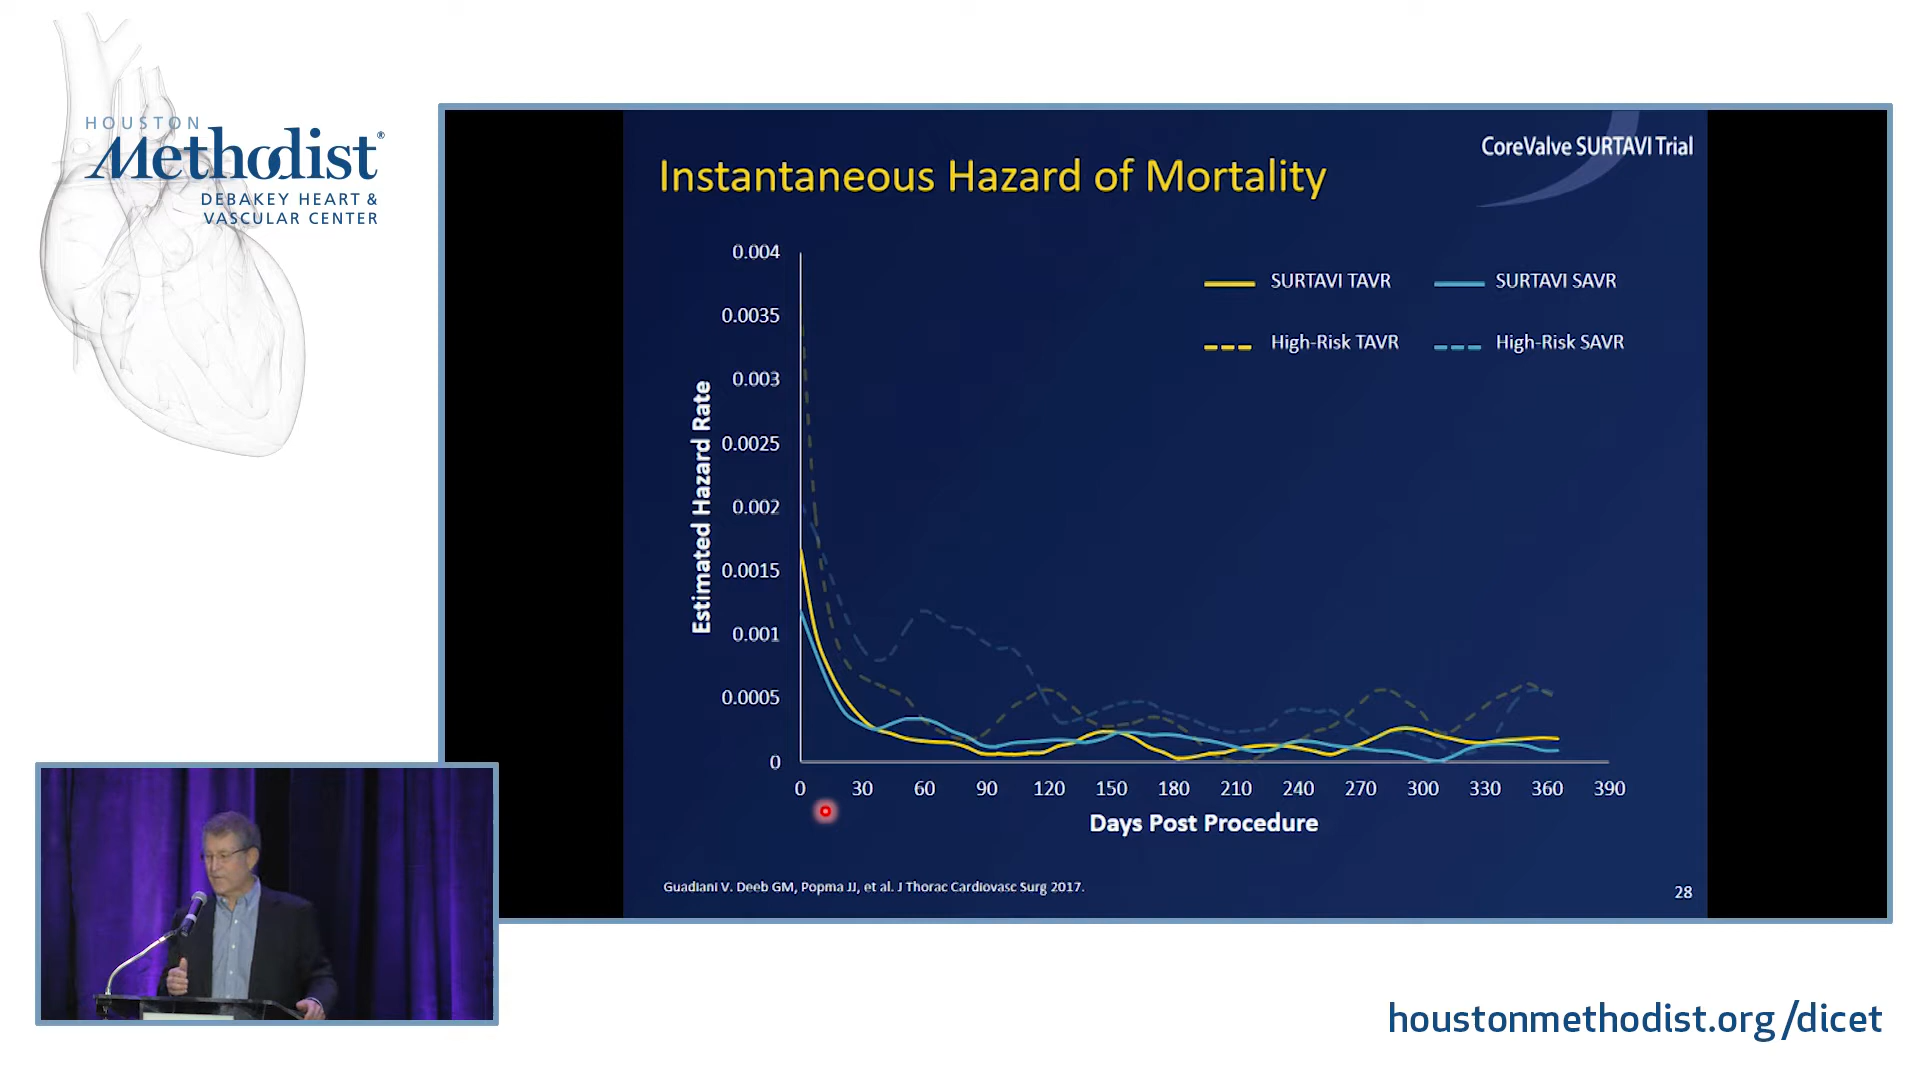 HOUSTON
Methodist®
DEBAKEY HEART &
VASCULAR CENTER
CoreValve SURTAVI Trial
Instantaneous Hazard of Mortality
SURTAVI TAVR
SURTAVI SAVR
High-Risk TAVR
High-Risk SAVR
Estimated Hazard Rate
0.004
0.0035
0.003
0.0025
0.002
0.0015
0.001
0.0005
0
0 30 60 90 120 150 180 210 240 270 300 330 360 390
Days Post Procedure
Guadiani V. Deeb GM, Popma JJ, et al. J Thorac Cardiovasc Surg 2017.
28
houstonmethodist.org/dicet